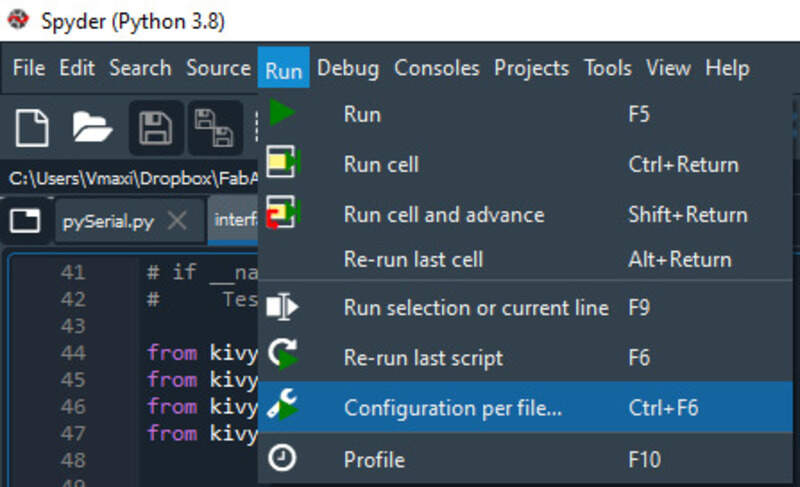 Spyder (Python 3.8)
File Edit Search Source Run Debug Consoles Projects Tools View Help
Run F5
Run cell Ctrl+Return
C:\Users\Vmaxi\Dropbox\FabA
Run cell and advance Shift+Return
pySerial.py interf
Re-run last cell Alt+Return
41 # if __na
42 # Tes
Run selection or current line F9
43
44 from kivy
Re-run last script F6
45 from kivy
46 from kivy
Configuration per file... Ctrl+F6
47 from kivy
48
Profile F10